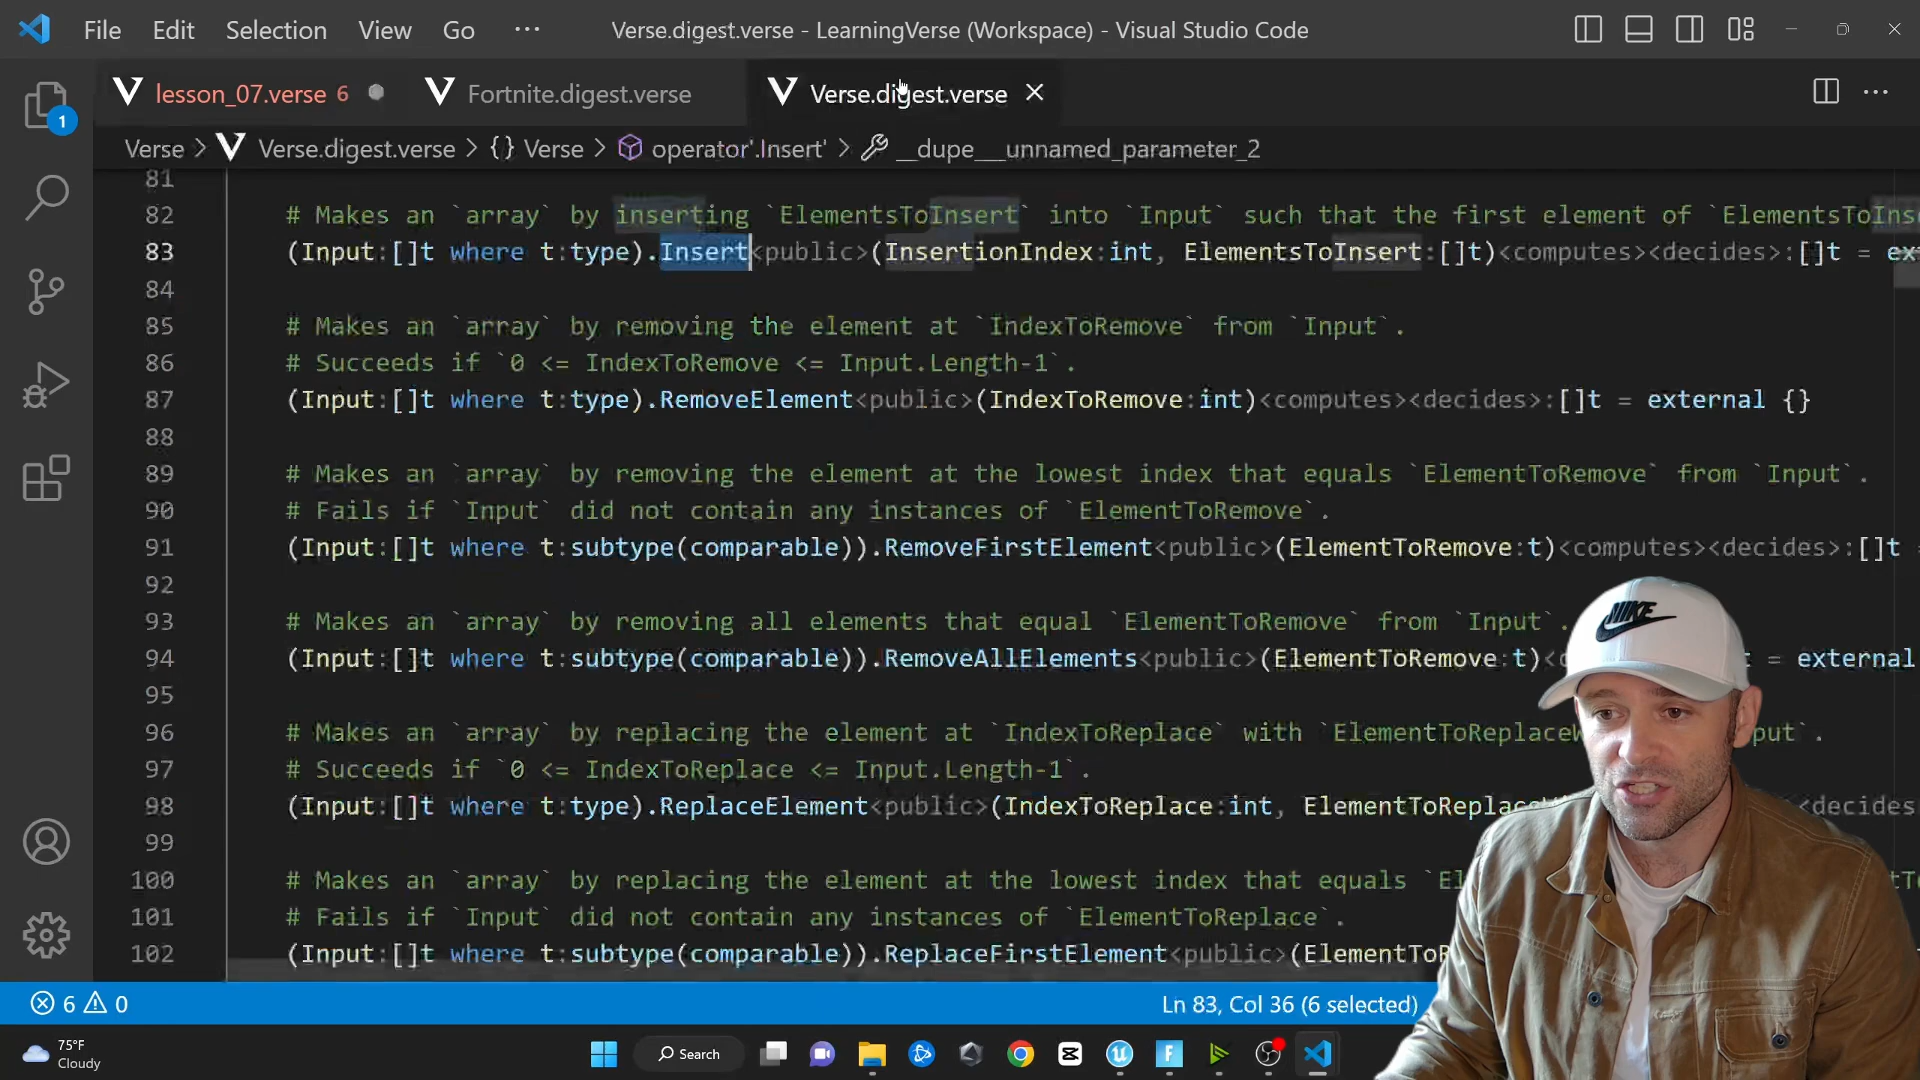 File Edit Selection View Go ··· Verse.digest.verse - LearningVerse (Workspace) - Visual Studio Code
lesson_07.verse 6 Fortnite.digest.verse Verse.digest.verse
Verse > Verse.digest.verse > {} Verse > operator'.Insert' > __dupe__unnamed_parameter_2
1
81
82 # Makes an `array` by inserting `ElementsToInsert` into `Input` such that the first element of `ElementsToInse
83 (Input:[]t where t:type).Insert<public>(InsertionIndex:int, ElementsToInsert:[]t)<computes><decides>:[]t = ex
84
85 # Makes an `array` by removing the element at `IndexToRemove` from `Input`.
86 # Succeeds if `0 <= IndexToRemove <= Input.Length-1`.
87 (Input:[]t where t:type).RemoveElement<public>(IndexToRemove:int)<computes><decides>:[]t = external {}
88
89 # Makes an `array` by removing the element at the lowest index that equals `ElementToRemove` from `Input`.
90 # Fails if `Input` did not contain any instances of `ElementToRemove`.
91 (Input:[]t where t:subtype(comparable)).RemoveFirstElement<public>(ElementToRemove:t)<computes><decides>:[]t =
92
93 # Makes an `array` by removing all elements that equal `ElementToRemove` from `Input`.
94 (Input:[]t where t:subtype(comparable)).RemoveAllElements<public>(ElementToRemove:t)<c t = external
95
96 # Makes an `array` by replacing the element at `IndexToReplace` with `ElementToReplaceW put`.
97 # Succeeds if `0 <= IndexToReplace <= Input.Length-1`.
98 (Input:[]t where t:type).ReplaceElement<public>(IndexToReplace:int, ElementToReplaceW <decides
99
100 # Makes an `array` by replacing the element at the lowest index that equals `El tT
101 # Fails if `Input` did not contain any instances of `ElementToReplace`.
102 (Input:[]t where t:subtype(comparable)).ReplaceFirstElement<public>(ElementToR
NIKE
6 0 Ln 83, Col 36 (6 selected)
75°F
Cloudy
Search